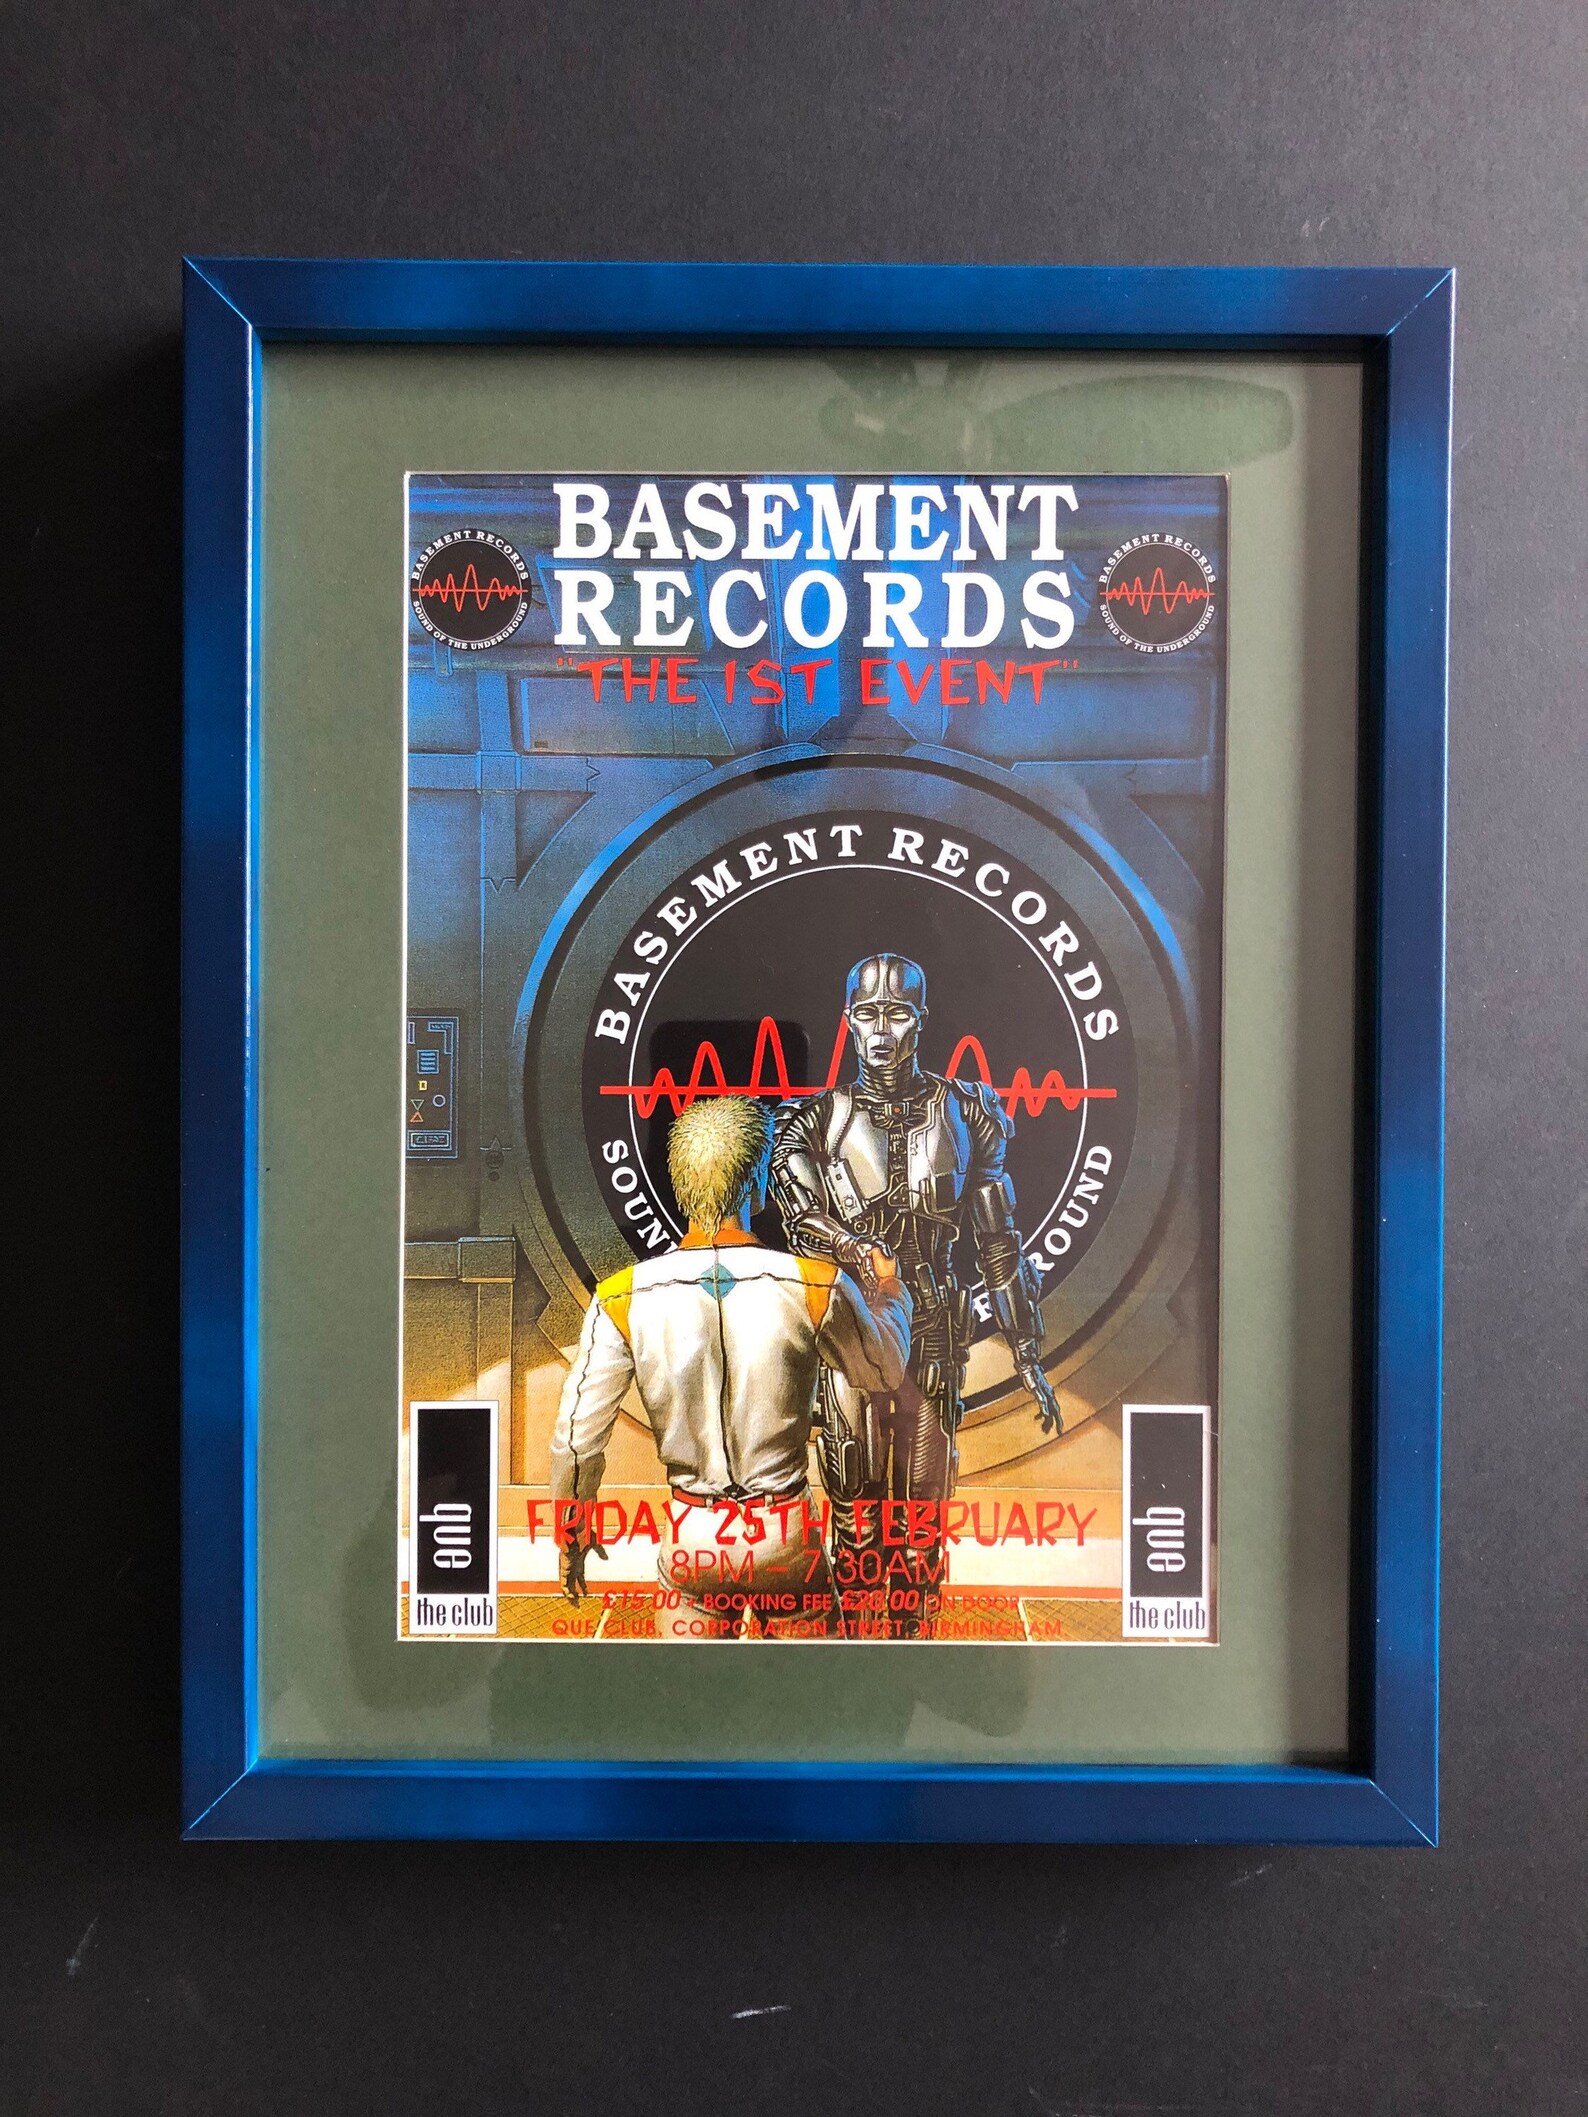 BASEMENT
RECORDS
"THE 1ST EVENT"
BASEMENT RECORDS
SOUND OF THE UNDERGROUND
BASEMENT RECORDS
SOUND OF THE UNDERGROUND
BASEMENT RECORDS
SOUN F ROUND
que
the club
que
the club
FRIDAY 25TH FEBRUARY
8PM - 7.30AM
£15.00 + BOOKING FEE £20.00 ON DOOR
QUE CLUB, CORPORATION STREET, BIRMINGHAM.